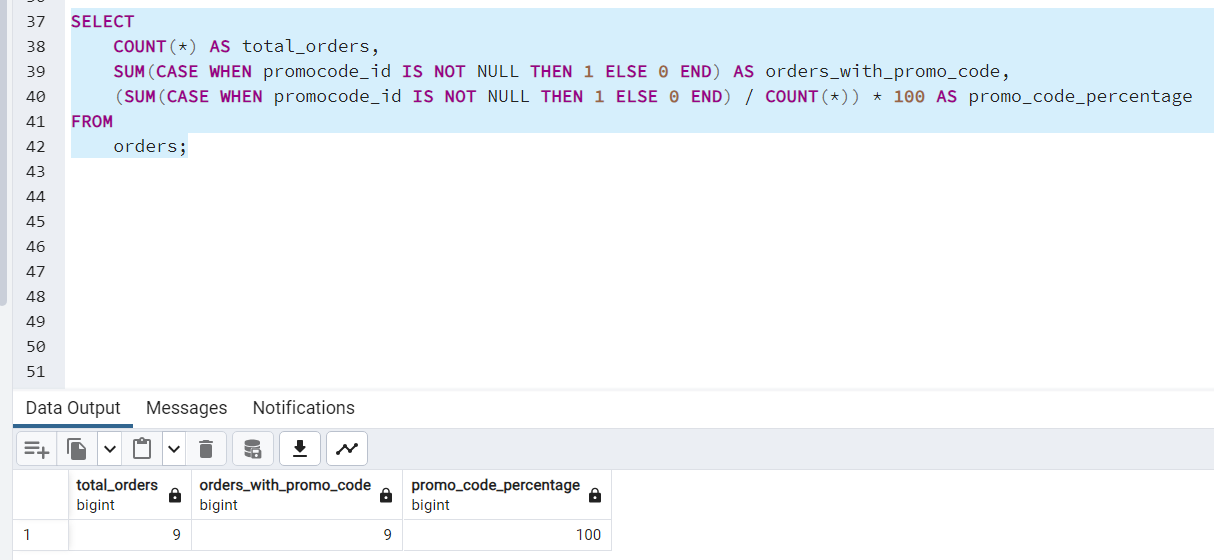 37 SELECT
38 COUNT(*) AS total_orders,
39 SUM(CASE WHEN promocode_id IS NOT NULL THEN 1 ELSE 0 END) AS orders_with_promo_code,
40 (SUM(CASE WHEN promocode_id IS NOT NULL THEN 1 ELSE 0 END) / COUNT(*)) * 100 AS promo_code_percentage
41 FROM
42 orders;
43
44
45
46
47
48
49
50
51
Data Output Messages Notifications
total_orders orders_with_promo_code promo_code_percentage
bigint bigint bigint
1 9 9 100